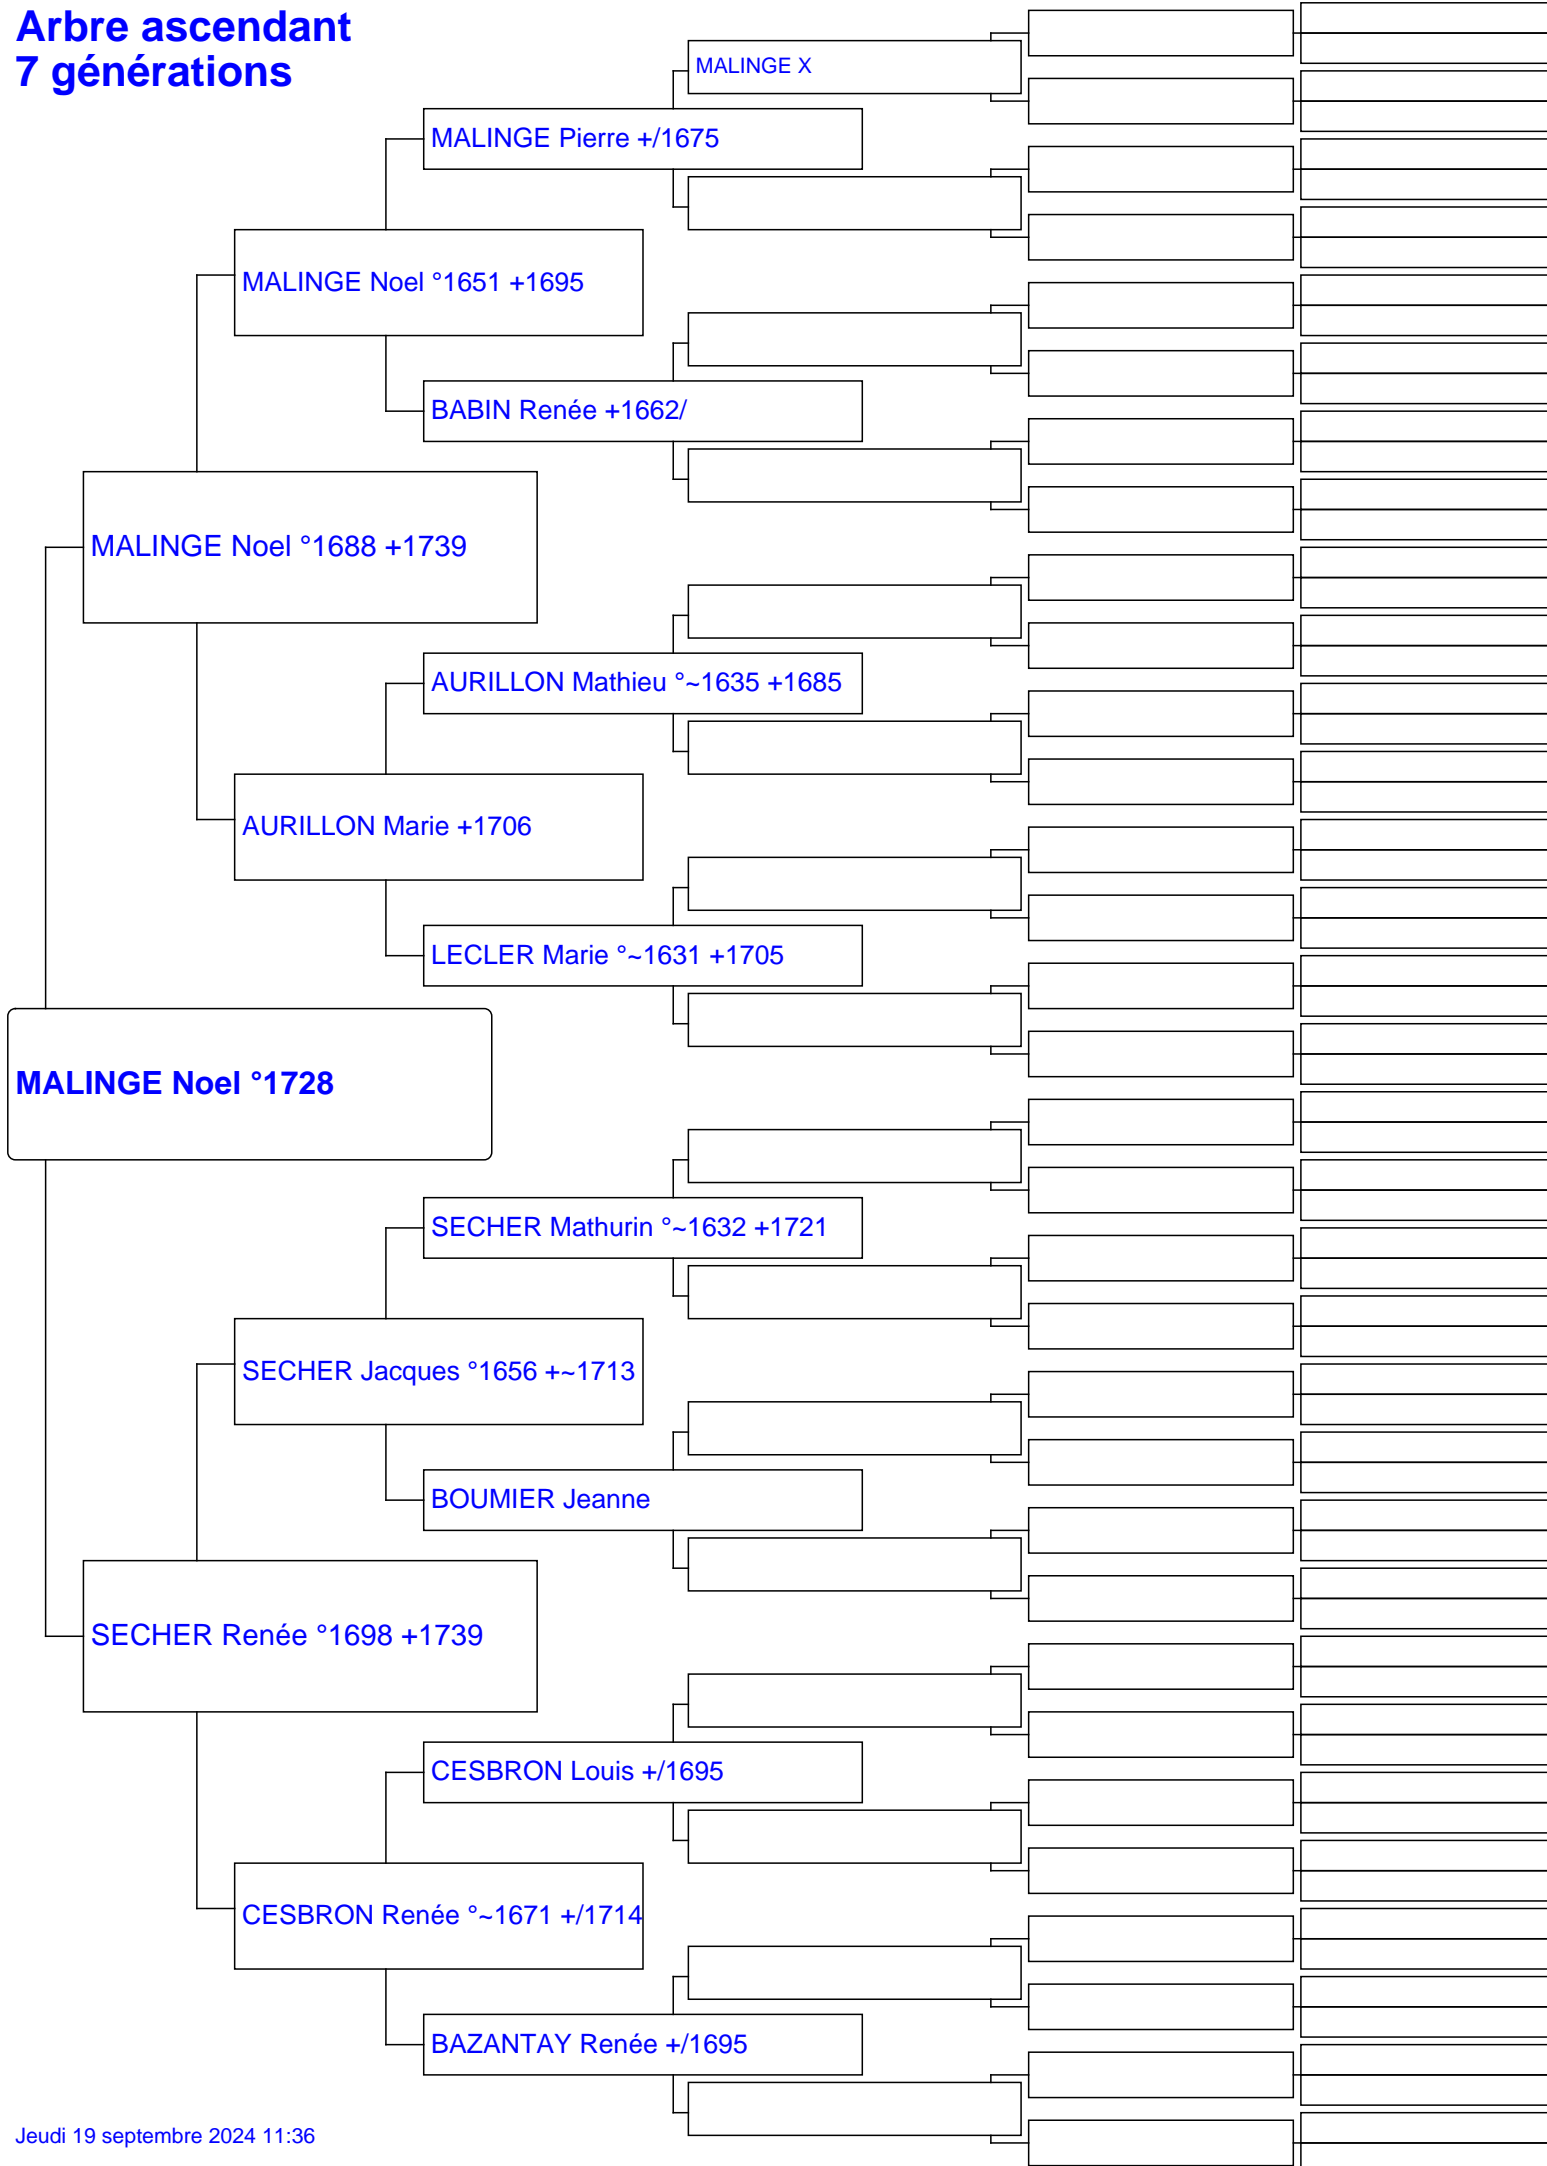 Arbre ascendant
7 générations
MALINGE X
MALINGE Pierre +/1675
MALINGE Noel °1651 +1695
BABIN Renée +1662/
MALINGE Noel °1688 +1739
AURILLON Mathieu °~1635 +1685
AURILLON Marie +1706
LECLER Marie °~1631 +1705
MALINGE Noel °1728
SECHER Mathurin °~1632 +1721
SECHER Jacques °1656 +~1713
BOUMIER Jeanne
SECHER Renée °1698 +1739
CESBRON Louis +/1695
CESBRON Renée °~1671 +/1714
BAZANTAY Renée +/1695
Jeudi 19 septembre 2024 11:36